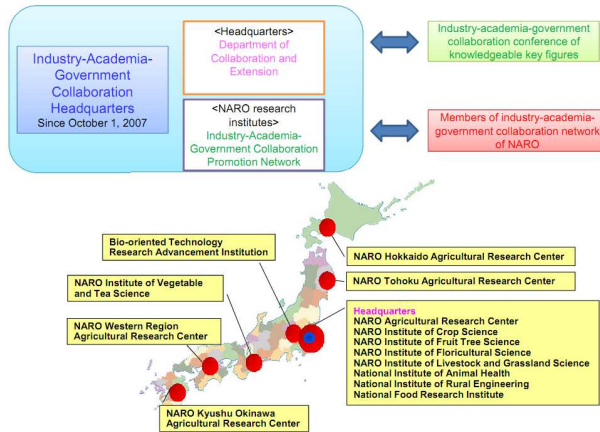 Industry-Academia-
Government
Collaboration
Headquarters
Since October 1, 2007
<Headquarters>
Department of
Collaboration and
Extension
<NARO research
institutes>
Industry-Academia-
Government Collaboration
Promotion Network
Industry-academia-government
collaboration conference of
knowledgeable key figures
Members of industry-academia-
government collaboration network
of NARO
Bio-oriented Technology
Research Advancement Institution
NARO Institute of Vegetable
and Tea Science
NARO Western Region
Agricultural Research Center
NARO Kyushu Okinawa
Agricultural Research Center
NARO Hokkaido Agricultural Research Center
NARO Tohoku Agricultural Research Center
Headquarters
NARO Agricultural Research Center
NARO Institute of Crop Science
NARO Institute of Fruit Tree Science
NARO Institute of Floricultural Science
NARO Institute of Livestock and Grassland Science
National Institute of Animal Health
National Institute of Rural Engineering
National Food Research Institute